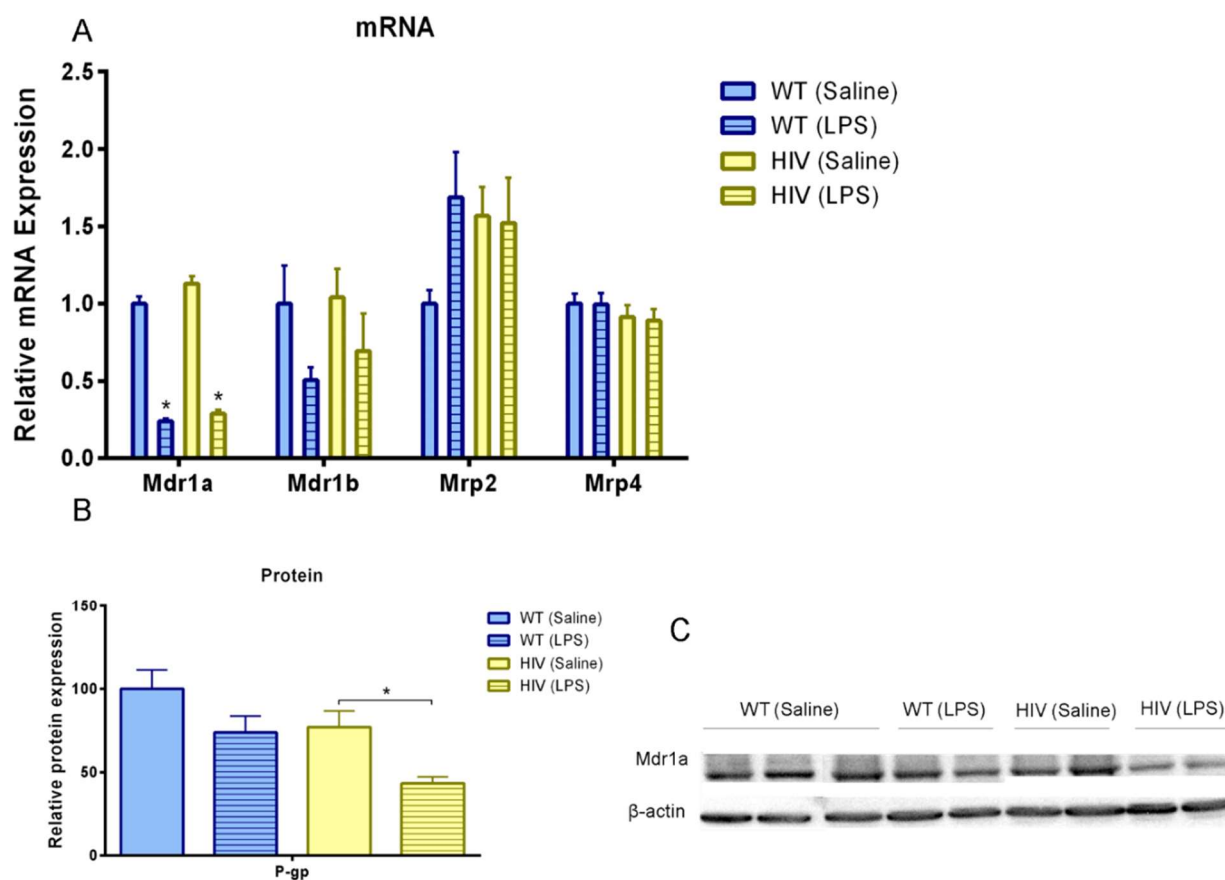 A
mRNA
Relative mRNA Expression
2.5
2.0
1.5
1.0
0.5
0.0
* *
Mdr1a Mdr1b Mrp2 Mrp4
WT (Saline)
WT (LPS)
HIV (Saline)
HIV (LPS)
B
Protein
Relative protein expression
150
100
50
0
*
P-gp
WT (Saline)
WT (LPS)
HIV (Saline)
HIV (LPS)
C
WT (Saline) WT (LPS) HIV (Saline) HIV (LPS)
Mdr1a
β-actin